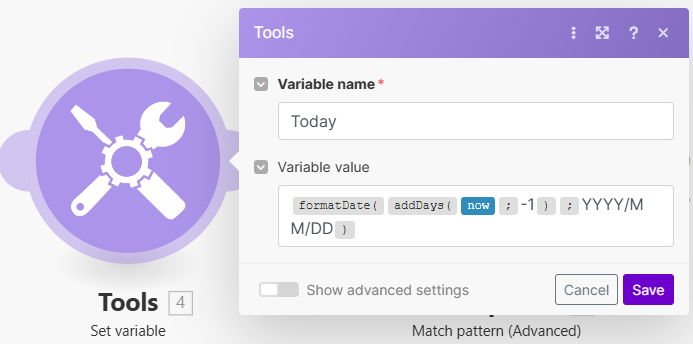 Tools
Variable name*
Today
Variable value
formatDate( addDays( now ; -1 ) ; YYYY/M
M/DD )
Show advanced settings
Cancel
Save
Tools 4
Set variable
Match pattern (Advanced)